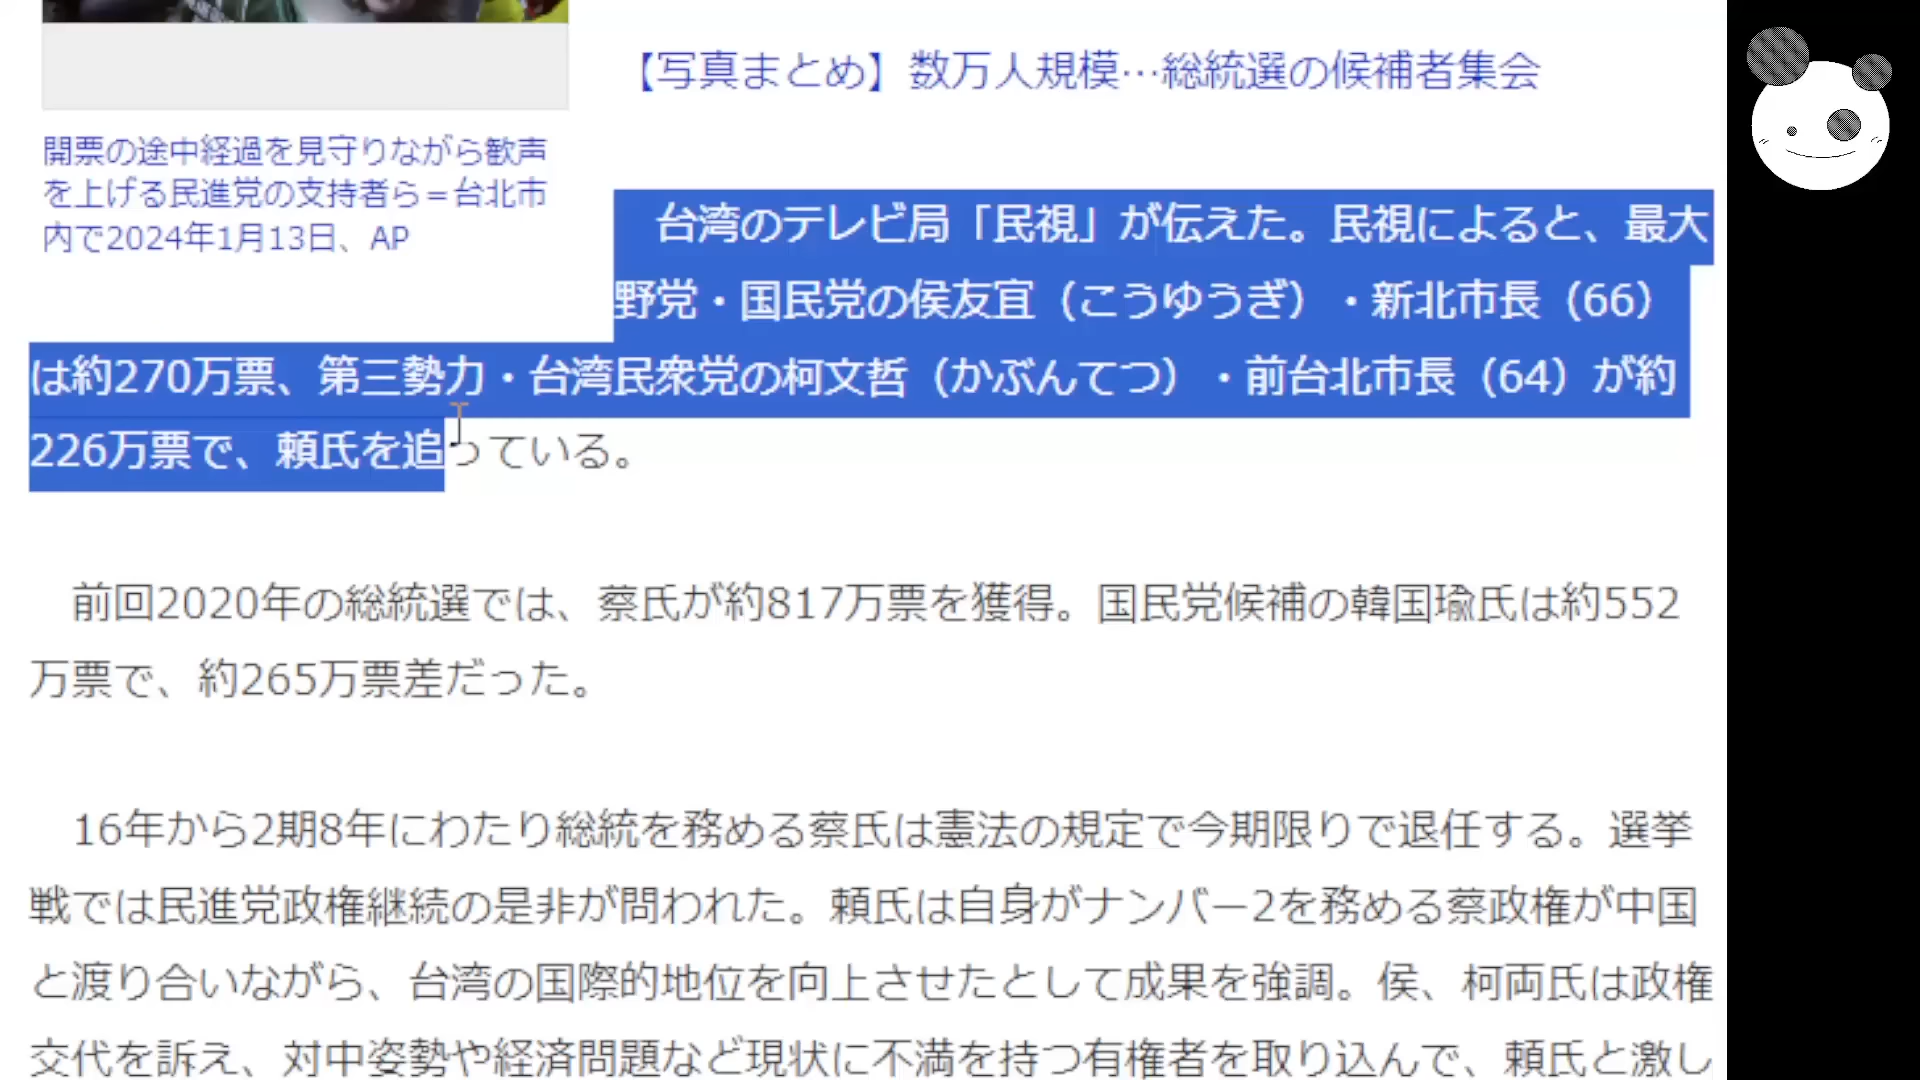 【写真まとめ】数万人規模…総統選の候補者集会
開票の途中経過を見守りながら歓声
を上げる民進党の支持者ら＝台北市
内で2024年1月13日、AP
台湾のテレビ局「民視」が伝えた。民視によると、最大
野党・国民党の侯友宜（こうゆうぎ）・新北市長（66）
は約270万票、第三勢力・台湾民衆党の柯文哲（かぶんてつ）・前台北市長（64）が約
226万票で、頼氏を追っている。
前回2020年の総統選では、蔡氏が約817万票を獲得。国民党候補の韓国瑜氏は約552
万票で、約265万票差だった。
16年から2期8年にわたり総統を務める蔡氏は憲法の規定で今期限りで退任する。選挙
戦では民進党政権継続の是非が問われた。頼氏は自身がナンバー2を務める蔡政権が中国
と渡り合いながら、台湾の国際的地位を向上させたとして成果を強調。侯、柯両氏は政権
交代を訴え、対中姿勢や経済問題など現状に不満を持つ有権者を取り込んで、頼氏と激し